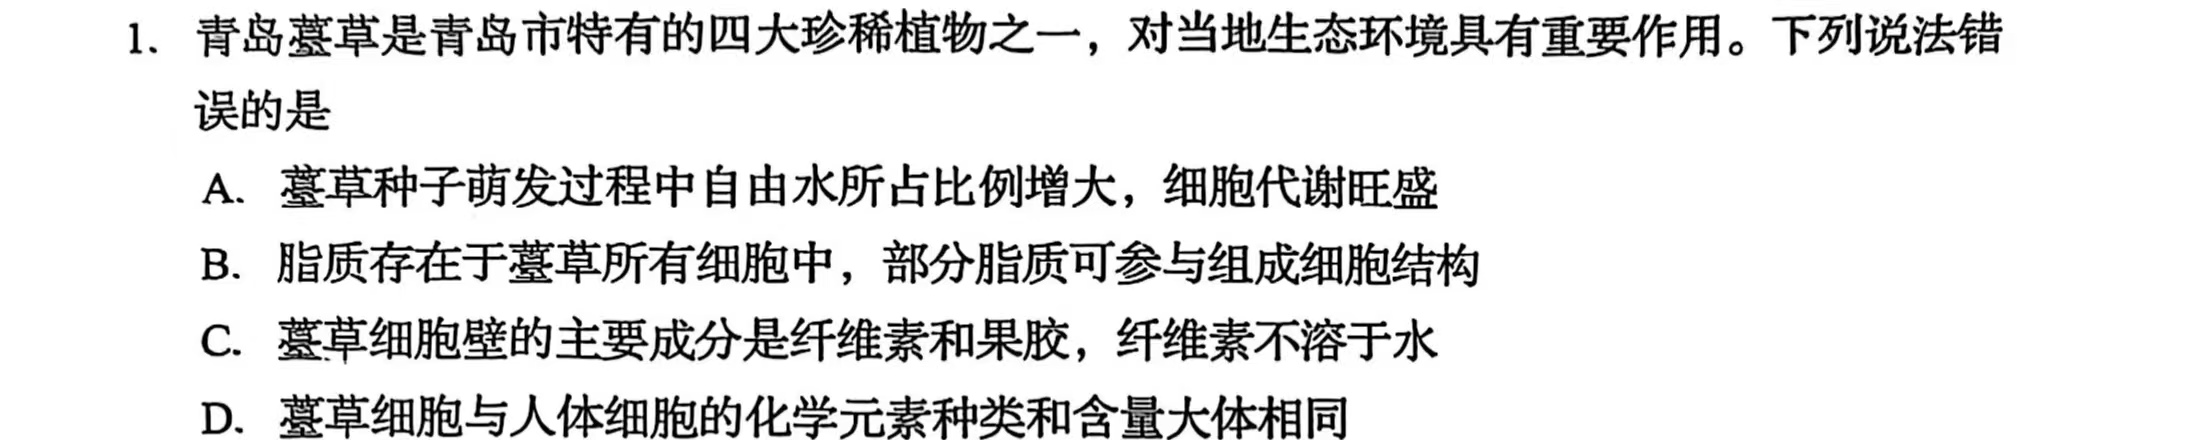 1. 青岛薹草是青岛市特有的四大珍稀植物之一，对当地生态环境具有重要作用。下列说法错
误的是
A. 薹草种子萌发过程中自由水所占比例增大，细胞代谢旺盛
B. 脂质存在于薹草所有细胞中，部分脂质可参与组成细胞结构
C. 薹草细胞壁的主要成分是纤维素和果胶，纤维素不溶于水
D. 薹草细胞与人体细胞的化学元素种类和含量大体相同